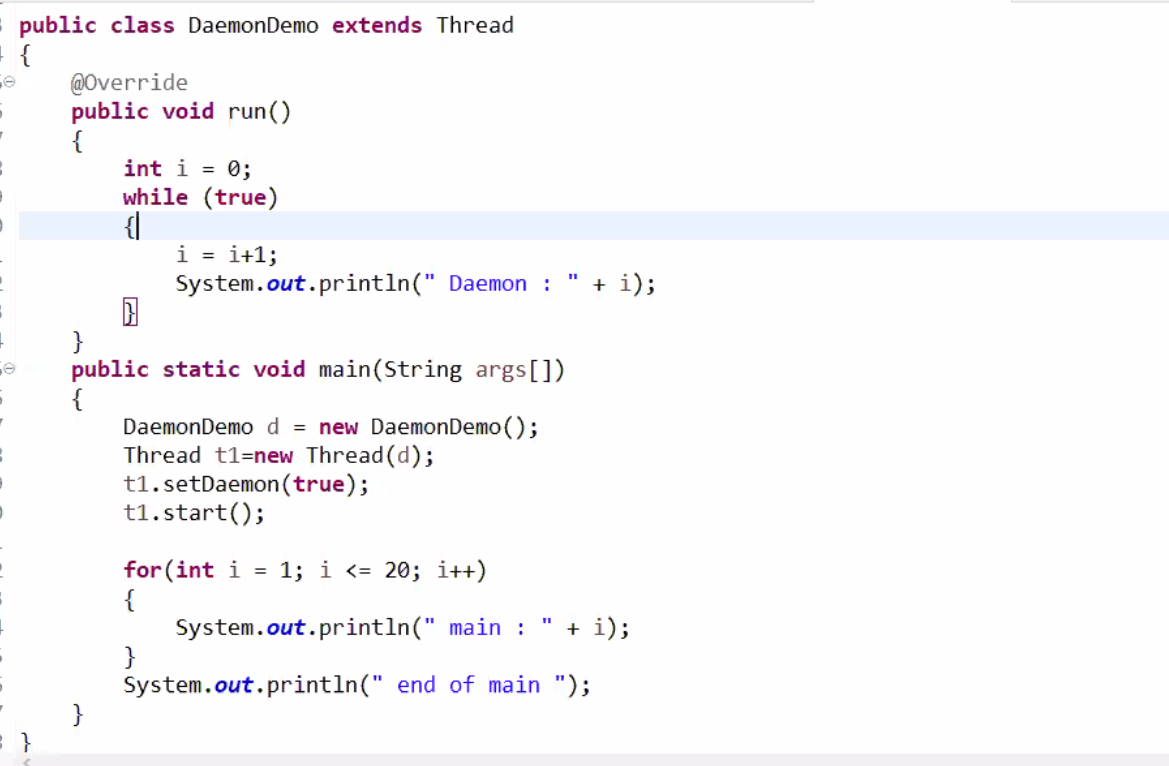 public class DaemonDemo extends Thread
{
    @Override
    public void run()
    {
        int i = 0;
        while (true)
        {
            i = i+1;
            System.out.println(" Daemon : " + i);
        }
    }
    public static void main(String args[])
    {
        DaemonDemo d = new DaemonDemo();
        Thread t1=new Thread(d);
        t1.setDaemon(true);
        t1.start();

        for(int i = 1; i <= 20; i++)
        {
            System.out.println(" main : " + i);
        }
        System.out.println(" end of main ");
    }
}